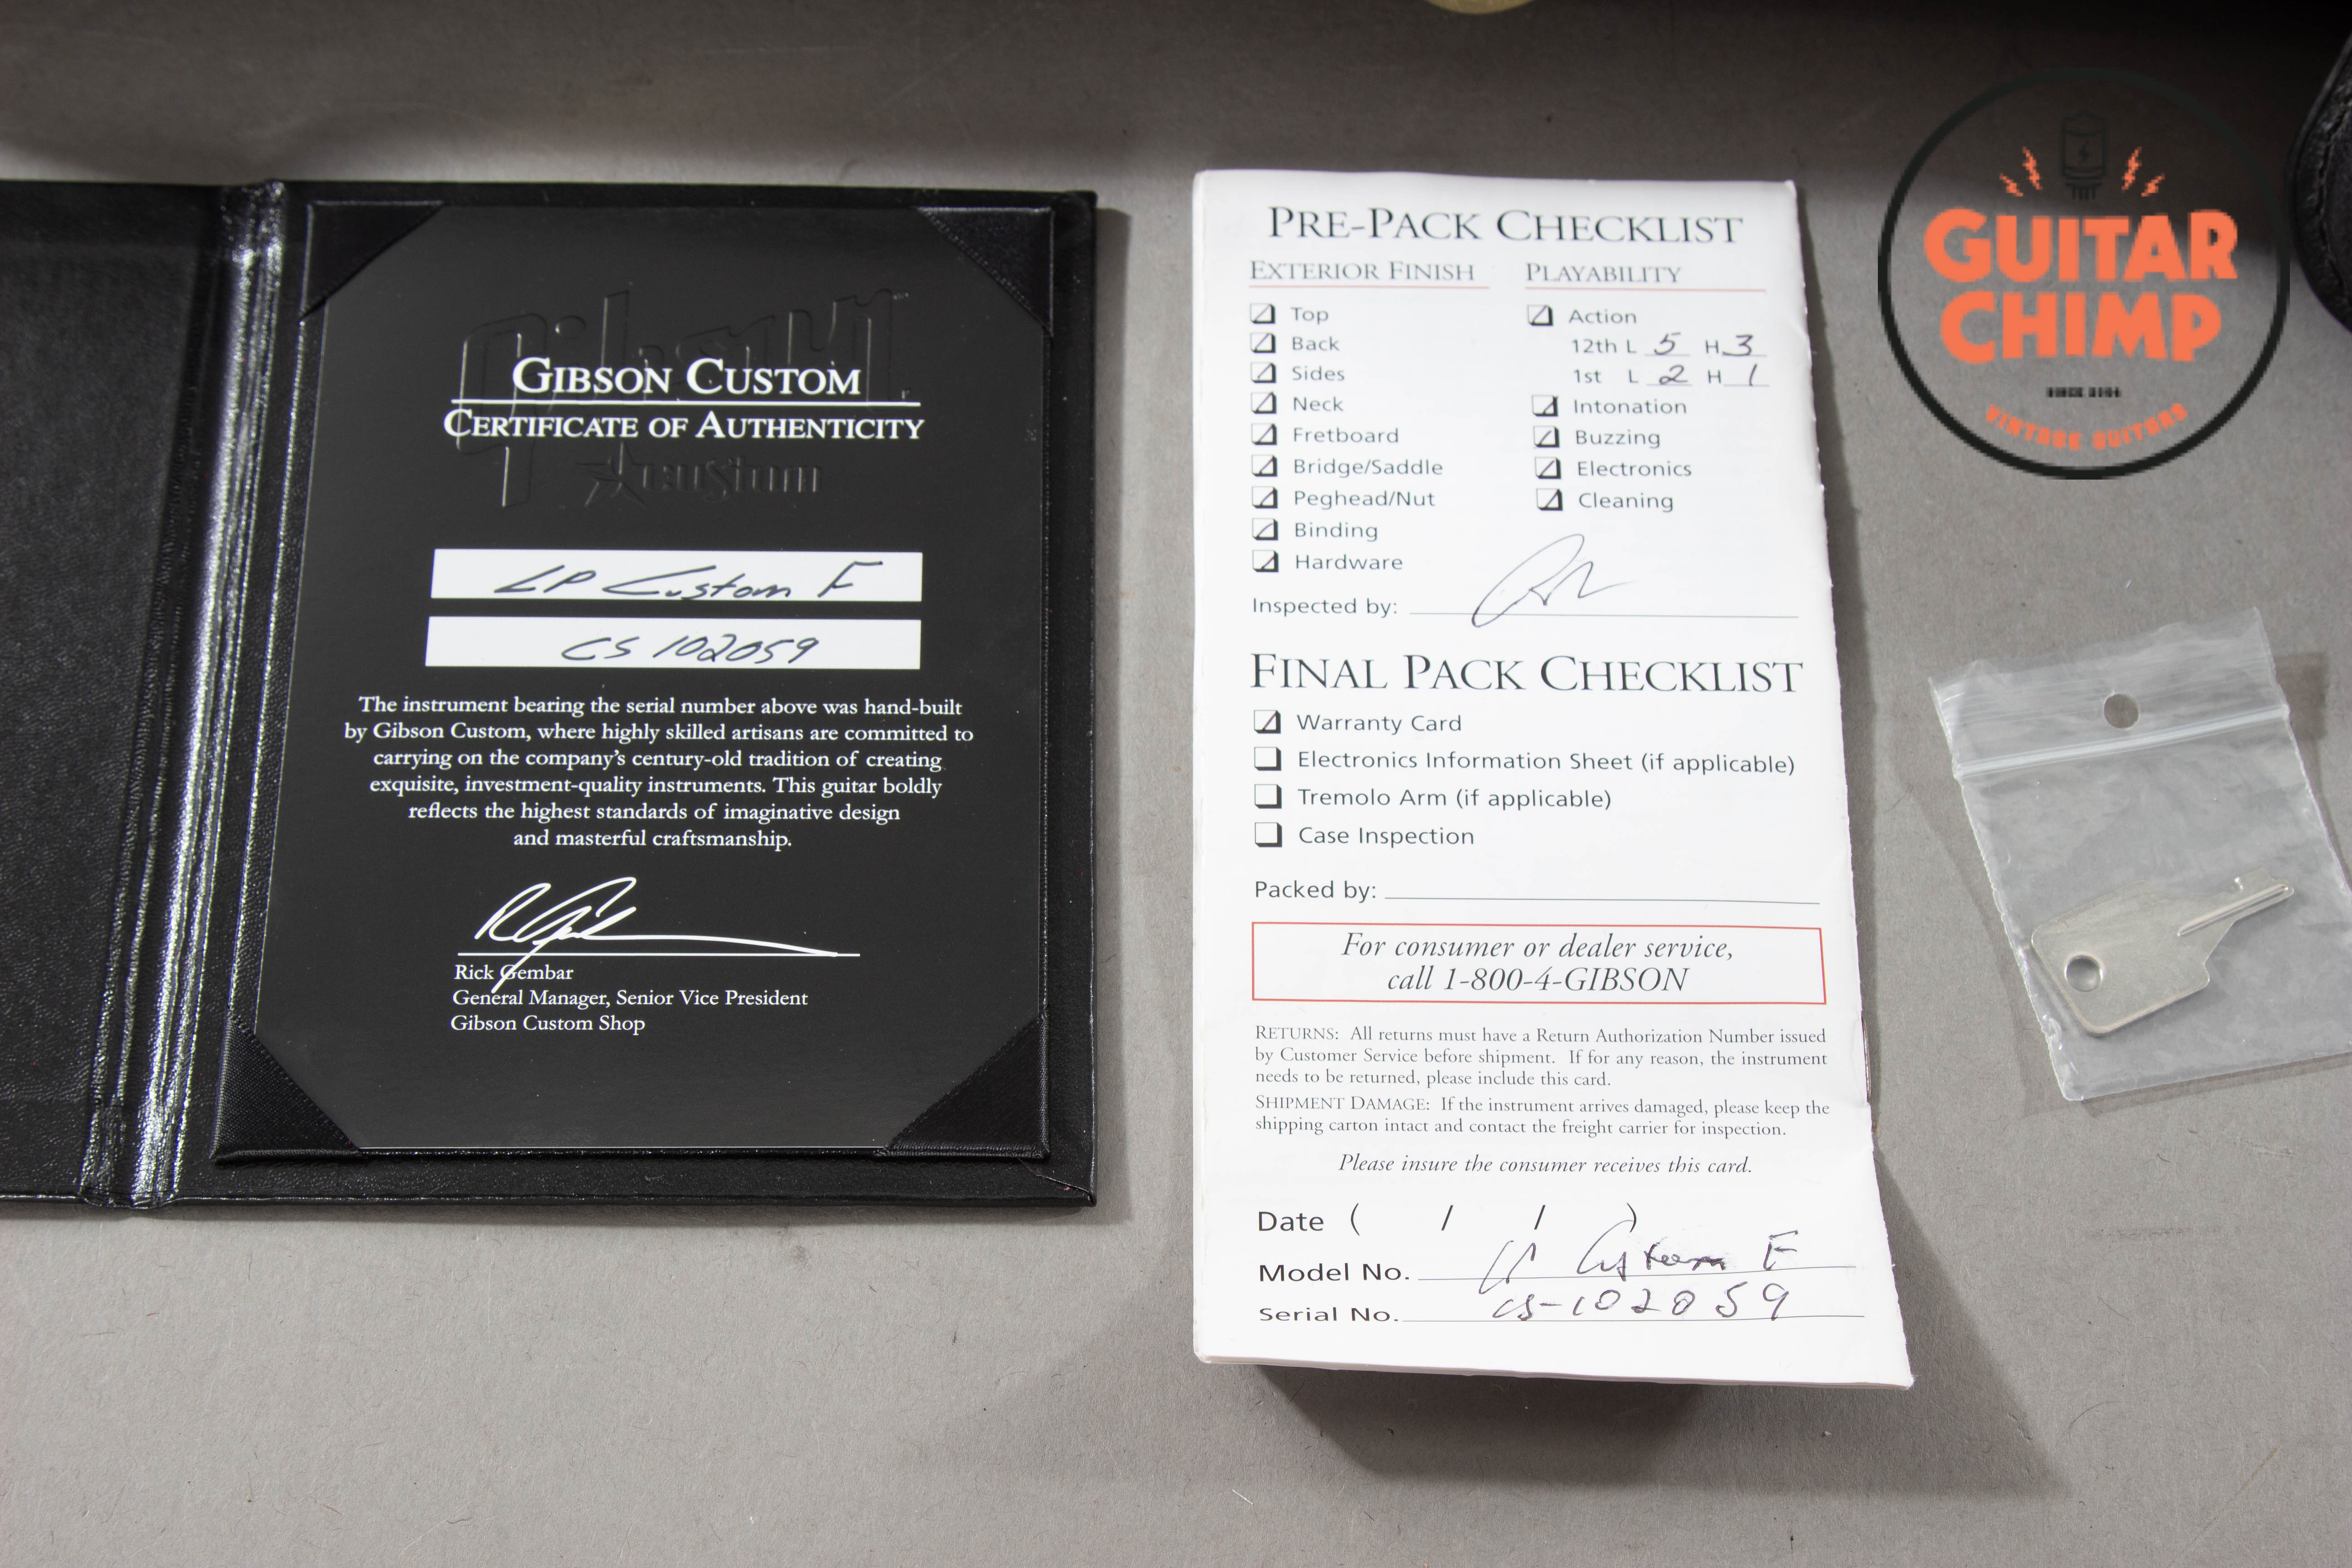 GIBSON CUSTOM
CERTIFICATE OF AUTHENTICITY
Gibson
Custom
LP Custom F
CS 102059
The instrument bearing the serial number above was hand-built
by Gibson Custom, where highly skilled artisans are committed to
carrying on the company's century-old tradition of creating
exquisite, investment-quality instruments. This guitar boldly
reflects the highest standards of imaginative design
and masterful craftsmanship.
Rick Gembar
General Manager, Senior Vice President
Gibson Custom Shop
PRE-PACK CHECKLIST
EXTERIOR FINISH
Top
Back
Sides
Neck
Fretboard
Bridge/Saddle
Peghead/Nut
Binding
Hardware
PLAYABILITY
Action
12th L 5 H 3
1st L 2 H 1
Intonation
Buzzing
Electronics
Cleaning
Inspected by:
FINAL PACK CHECKLIST
Warranty Card
Electronics Information Sheet (if applicable)
Tremolo Arm (if applicable)
Case Inspection
Packed by:
For consumer or dealer service,
call 1-800-4-GIBSON
RETURNS: All returns must have a Return Authorization Number issued
by Customer Service before shipment. If for any reason, the instrument
needs to be returned, please include this card.
SHIPMENT DAMAGE: If the instrument arrives damaged, please keep the
shipping carton intact and contact the freight carrier for inspection.
Please insure the consumer receives this card.
Date ( / / )
Model No. LP Custom F
Serial No. CS-102059
GUITAR
CHIMP
VINTAGE GUITARS